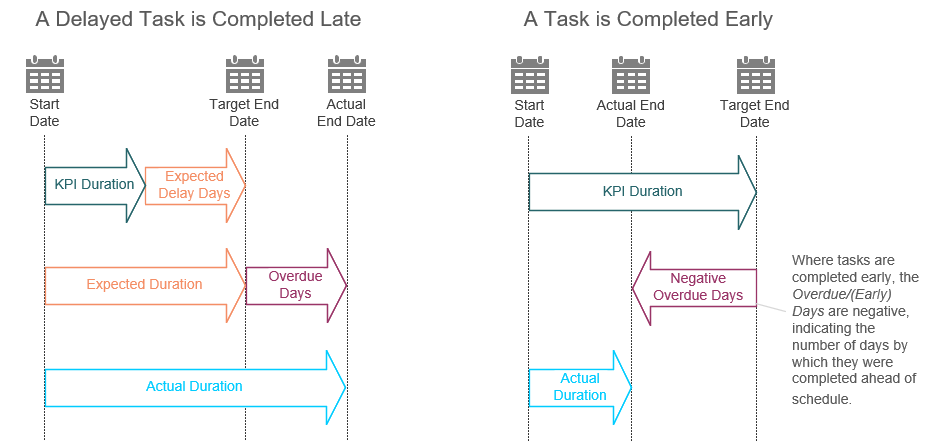 A Delayed Task is Completed Late
Start
Date
Target End
Date
Actual
End Date
KPI Duration
Expected
Delay Days
Expected Duration
Overdue
Days
Actual Duration
A Task is Completed Early
Start
Date
Actual End
Date
Target End
Date
KPI Duration
Negative
Overdue Days
Actual
Duration
Where tasks are
completed early, the
Overdue/(Early)
Days are negative,
indicating the
number of days by
which they were
completed ahead of
schedule.